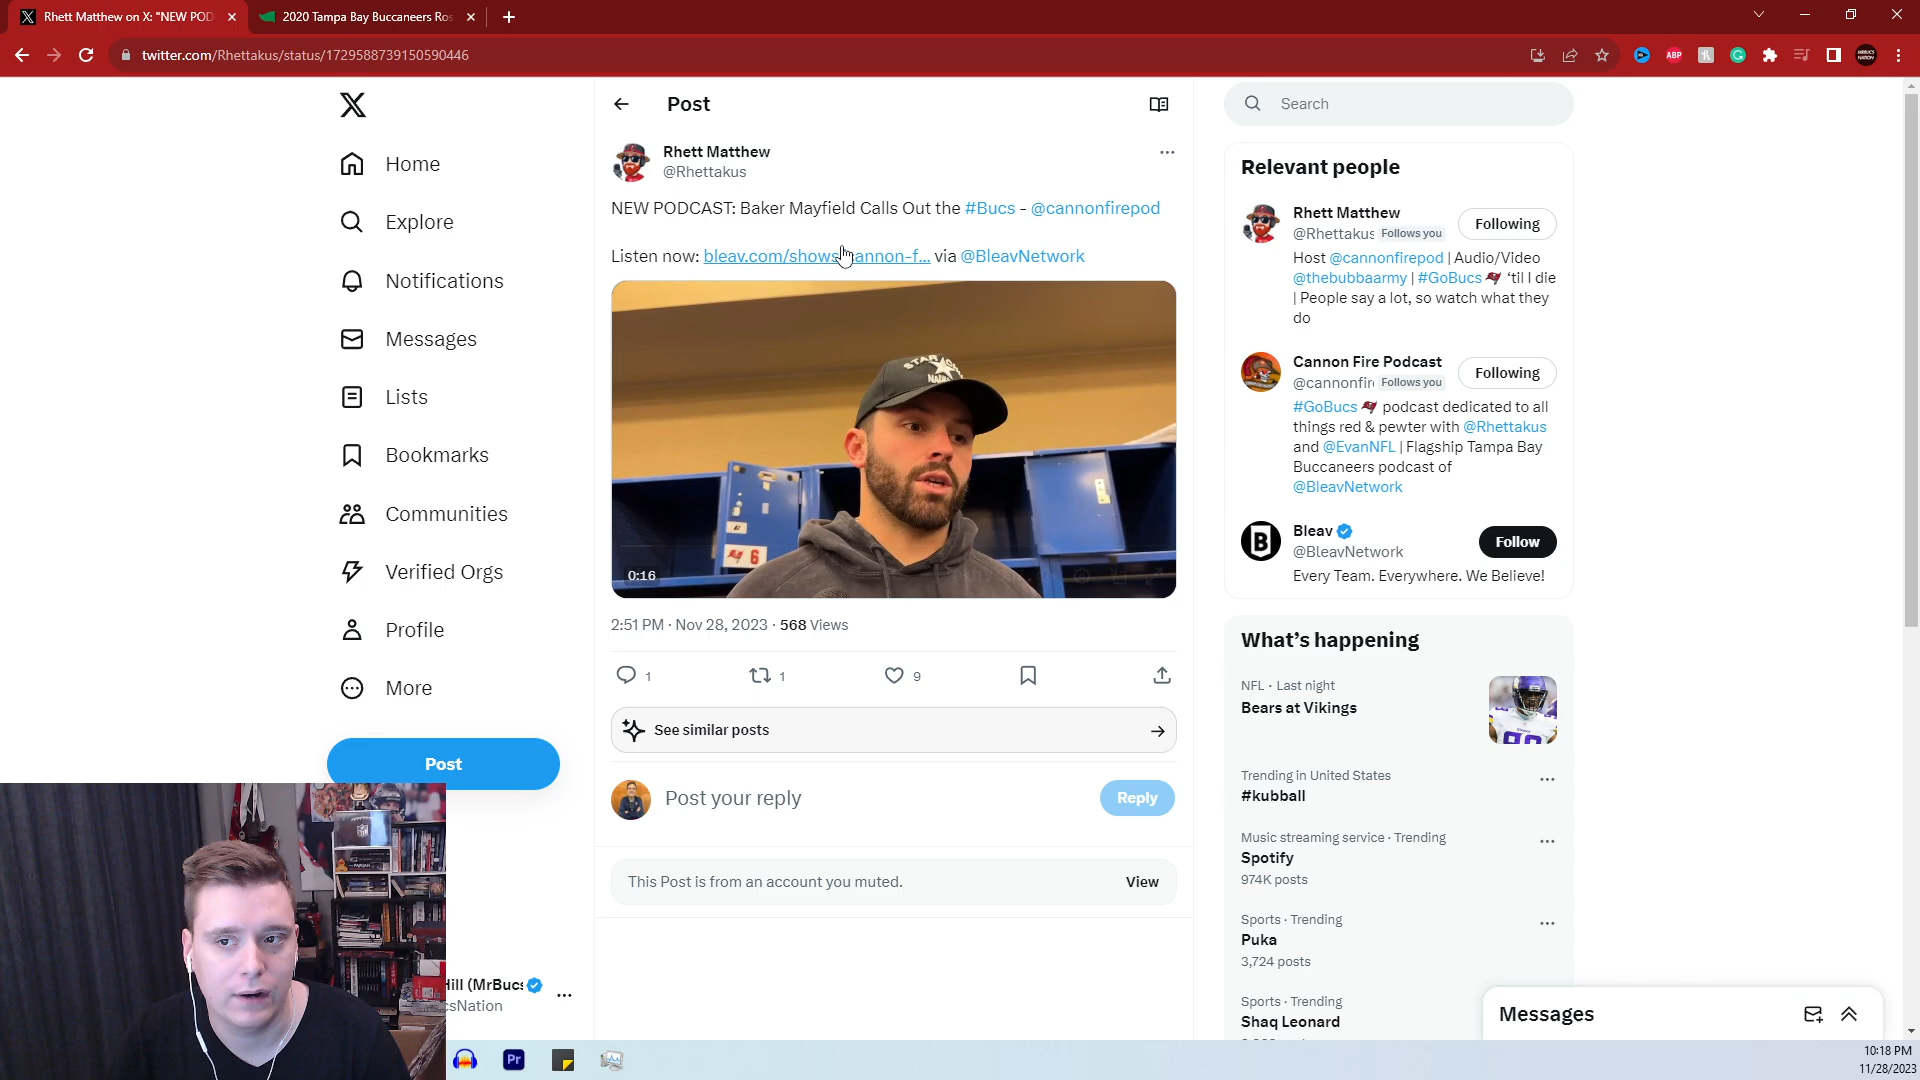 Rhett Matthew on X: "NEW POD
2020 Tampa Bay Buccaneers Ros
twitter.com/Rhettakus/status/1729588739150590446
ABP
Home
Explore
Notifications
Messages
Lists
Bookmarks
Communities
Verified Orgs
Profile
More
Post
Hill (MrBucs
csNation
Post
Rhett Matthew
@Rhettakus
NEW PODCAST: Baker Mayfield Calls Out the #Bucs - @cannonfirepod
Listen now: bleav.com/shows cannon-f... via @BleavNetwork
STAR
6
0:16
2:51 PM · Nov 28, 2023 · 568 Views
1
1
9
See similar posts
Post your reply
Reply
This Post is from an account you muted.
View
Search
Relevant people
Rhett Matthew
@Rhettakus Follows you
Following
Host @cannonfirepod | Audio/Video
@thebubbaarmy | #GoBucs ‘til I die
| People say a lot, so watch what they
do
Cannon Fire Podcast
@cannonfir Follows you
Following
#GoBucs podcast dedicated to all
things red & pewter with @Rhettakus
and @EvanNFL | Flagship Tampa Bay
Buccaneers podcast of
@BleavNetwork
Bleav
@BleavNetwork
Follow
Every Team. Everywhere. We Believe!
What’s happening
NFL · Last night
Bears at Vikings
Trending in United States
#kubball
Music streaming service · Trending
Spotify
974K posts
Sports · Trending
Puka
3,724 posts
Sports · Trending
Shaq Leonard
Messages
Pr
10:18 PM
11/28/2023